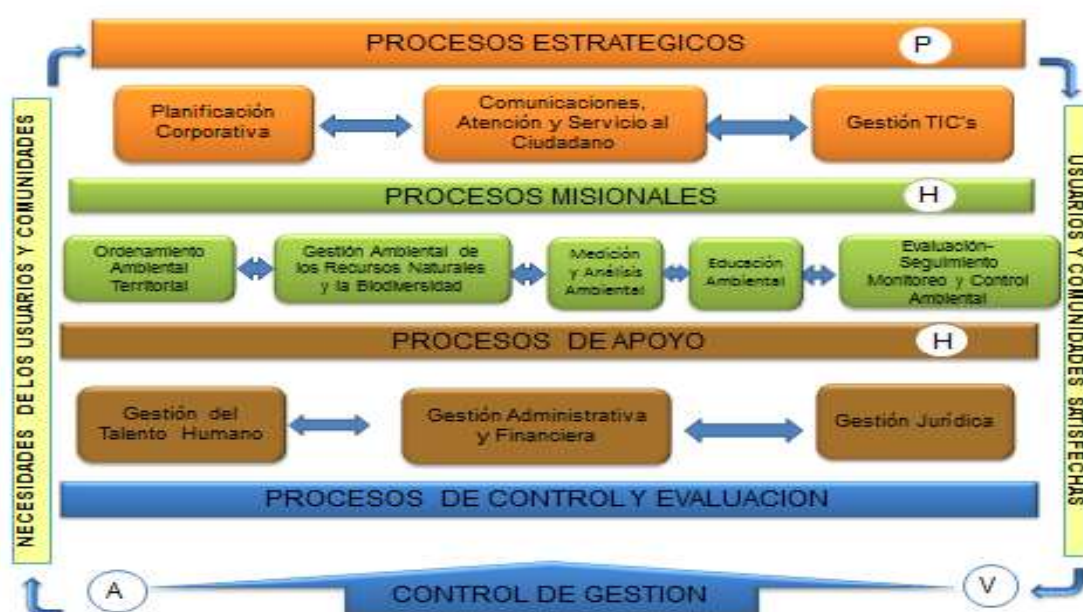 PROCESOS ESTRATEGICOS
P
Planificación
Corporativa
Comunicaciones,
Atención y Servicio al
Ciudadano
Gestión TIC's
PROCESOS MISIONALES
H
Ordenamiento
Ambiental
Territorial
Gestión Ambiental de
los Recursos Naturales
y la Biodiversidad
Medición
y Análisis
Ambiental
Educación
Ambiental
Evaluación-
Seguimiento
Monitoreo y Control
Ambiental
PROCESOS DE APOYO
H
Gestión del
Talento Humano
Gestión Administrativa
y Financiera
Gestión Jurídica
PROCESOS DE CONTROL Y EVALUACION
A
CONTROL DE GESTION
V
NECESIDADES DE LOS USUARIOS Y COMUNIDADES
USUARIOS Y COMUNIDADES SATISFECHAS